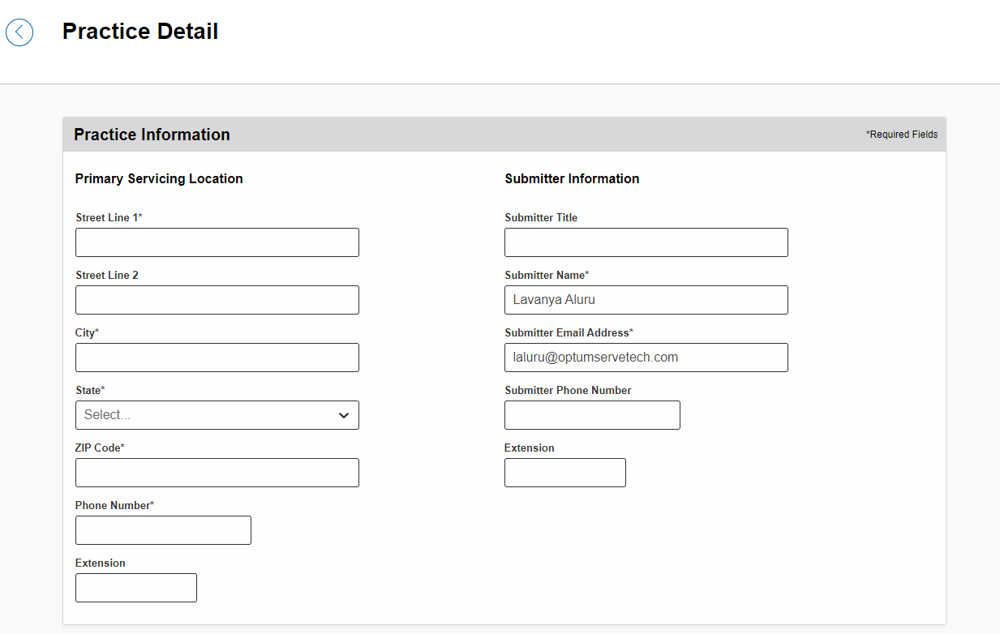 Practice Detail
Practice Information
*Required Fields
Primary Servicing Location
Street Line 1*
Street Line 2
City*
State*
Select...
ZIP Code*
Phone Number*
Extension
Submitter Information
Submitter Title
Submitter Name*
Lavanya Aluru
Submitter Email Address*
laluru@optumservetech.com
Submitter Phone Number
Extension